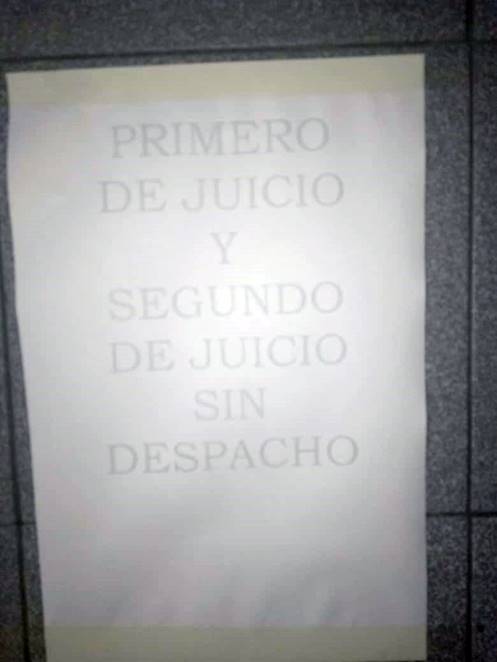 PRIMERO
DE JUICIO
Y
SEGUNDO
DE JUICIO
SIN
DESPACHO